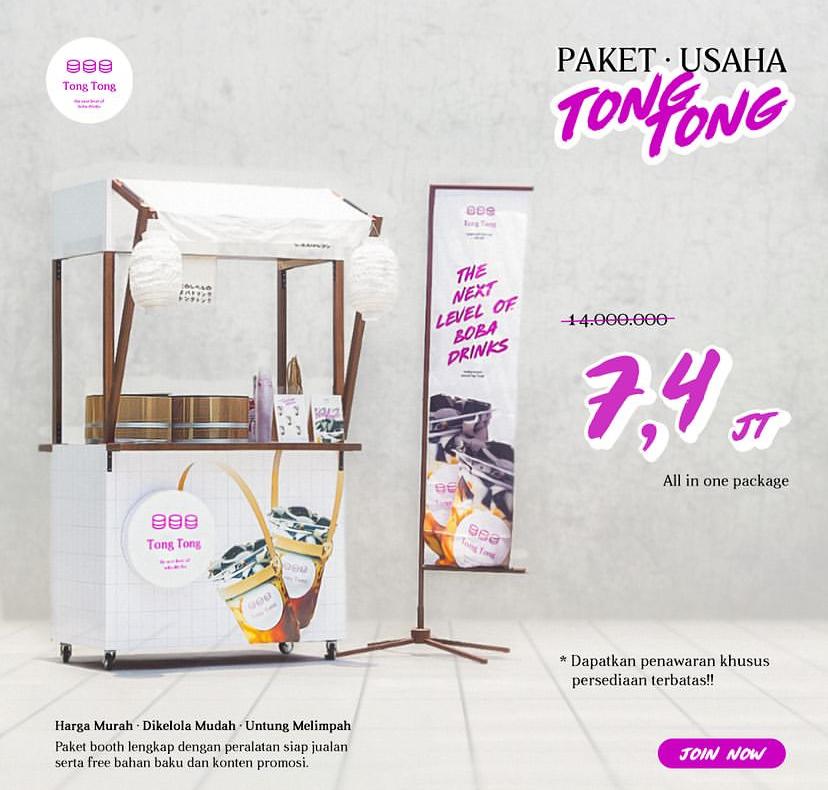 Tong Tong
PAKET · USAHA
TONG
TONG
Tong Tong
THE
NEXT
LEVEL OF
BOBA
DRINKS
14.000.000
7,4 JT
All in one package
Tong Tong
Tong Tong
* Dapatkan penawaran khusus
persediaan terbatas!!
Harga Murah · Dikelola Mudah · Untung Melimpah
Paket booth lengkap dengan peralatan siap jualan
serta free bahan baku dan konten promosi.
JOIN NOW